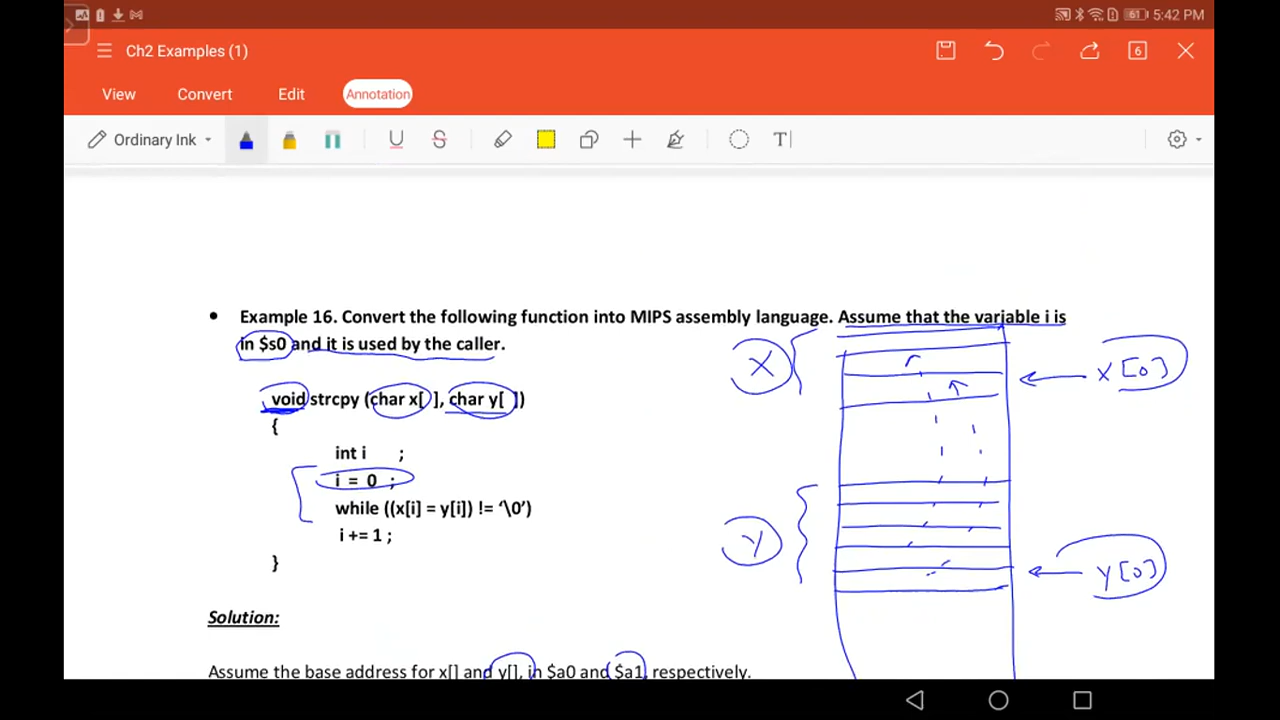 61 5:42 PM
Ch2 Examples (1)
6
View Convert Edit Annotation
Ordinary Ink
T
• Example 16. Convert the following function into MIPS assembly language. Assume that the variable i is
in $s0 and it is used by the caller.
void strcpy (char x[ ], char y[ ])
{
int i ;
i = 0 ;
while ((x[i] = y[i]) != ‘\0’)
i += 1 ;
}
X
x[0]
Y
y[0]
Solution:
Assume the base address for x[] and y[], in $a0 and $a1, respectively.